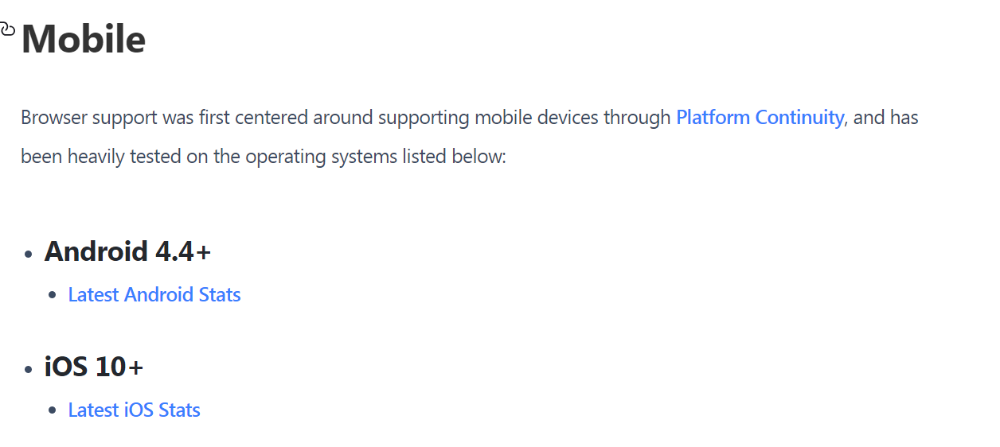 Mobile
Browser support was first centered around supporting mobile devices through Platform Continuity, and has
been heavily tested on the operating systems listed below:
Android 4.4+
Latest Android Stats
iOS 10+
Latest iOS Stats